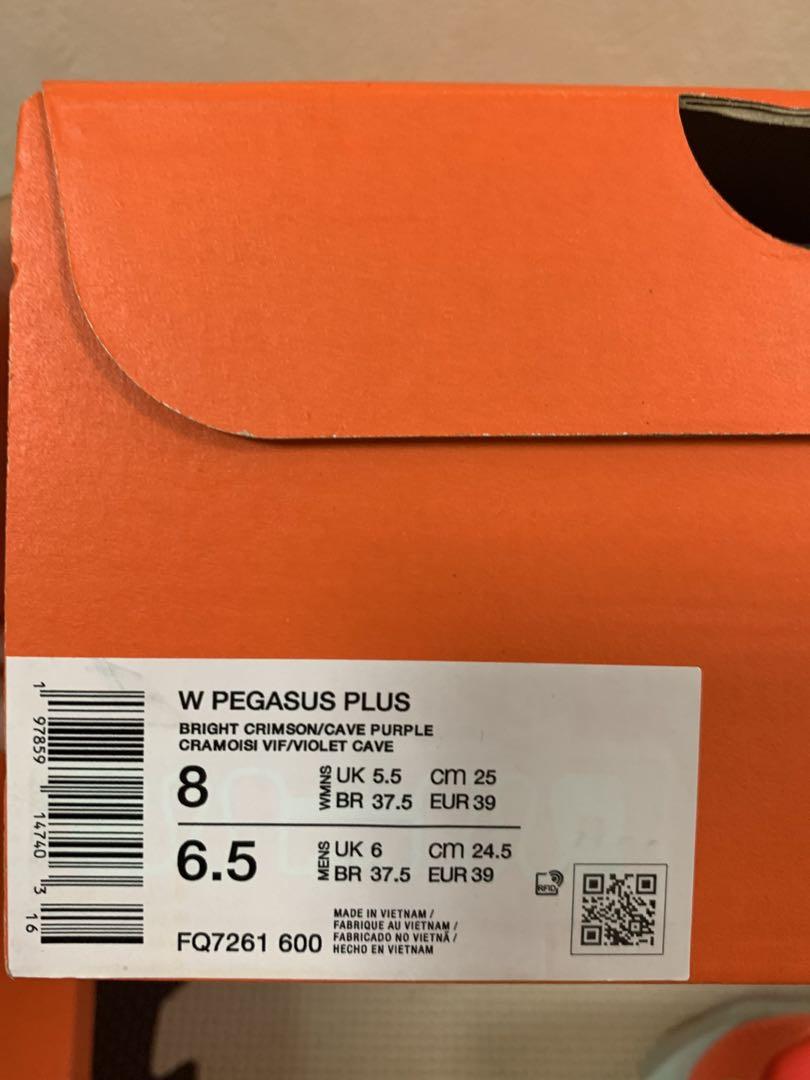 W PEGASUS PLUS
BRIGHT CRIMSON/CAVE PURPLE
CRAMOISI VIF/VIOLET CAVE
8 WMNS UK 5.5 cm 25
BR 37.5 EUR 39
6.5 MENS UK 6 cm 24.5
BR 37.5 EUR 39
FQ7261 600
MADE IN VIETNAM /
FABRIQUE AU VIETNAM /
FABRICADO NO VIETNÃ /
HECHO EN VIETNAM
RFID
1 97859 14740 3 16